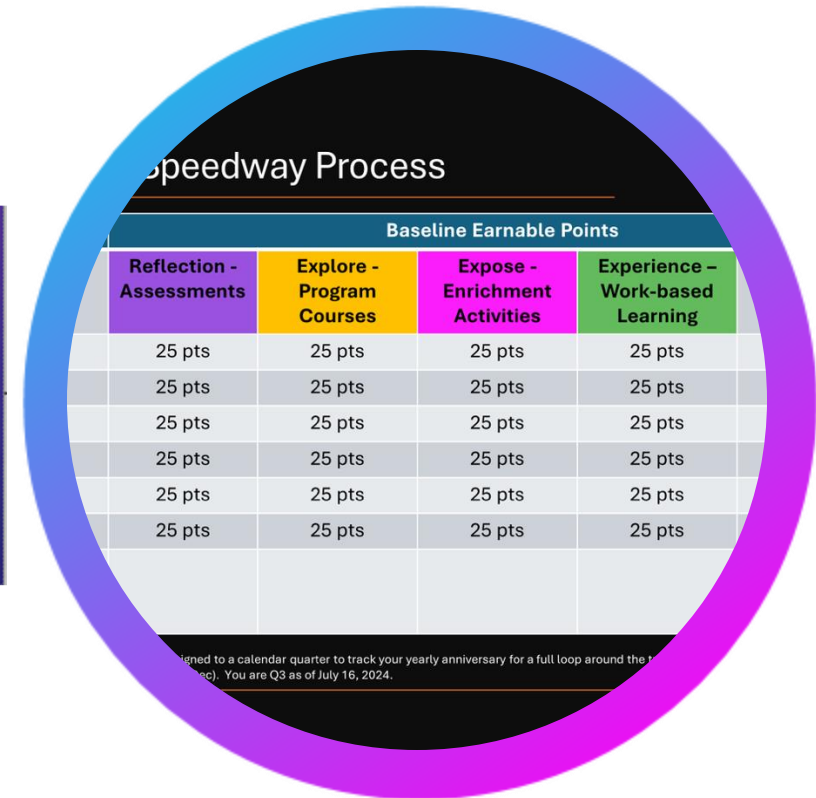 Speedway Process
Baseline Earnable Points
Reflection - Assessments
Explore - Program Courses
Expose - Enrichment Activities
Experience – Work-based Learning
25 pts 25 pts 25 pts 25 pts
25 pts 25 pts 25 pts 25 pts
25 pts 25 pts 25 pts 25 pts
25 pts 25 pts 25 pts 25 pts
25 pts 25 pts 25 pts 25 pts
25 pts 25 pts 25 pts 25 pts
to a calendar quarter to track your yearly anniversary for a full loop around the
You are Q3 as of July 16, 2024.